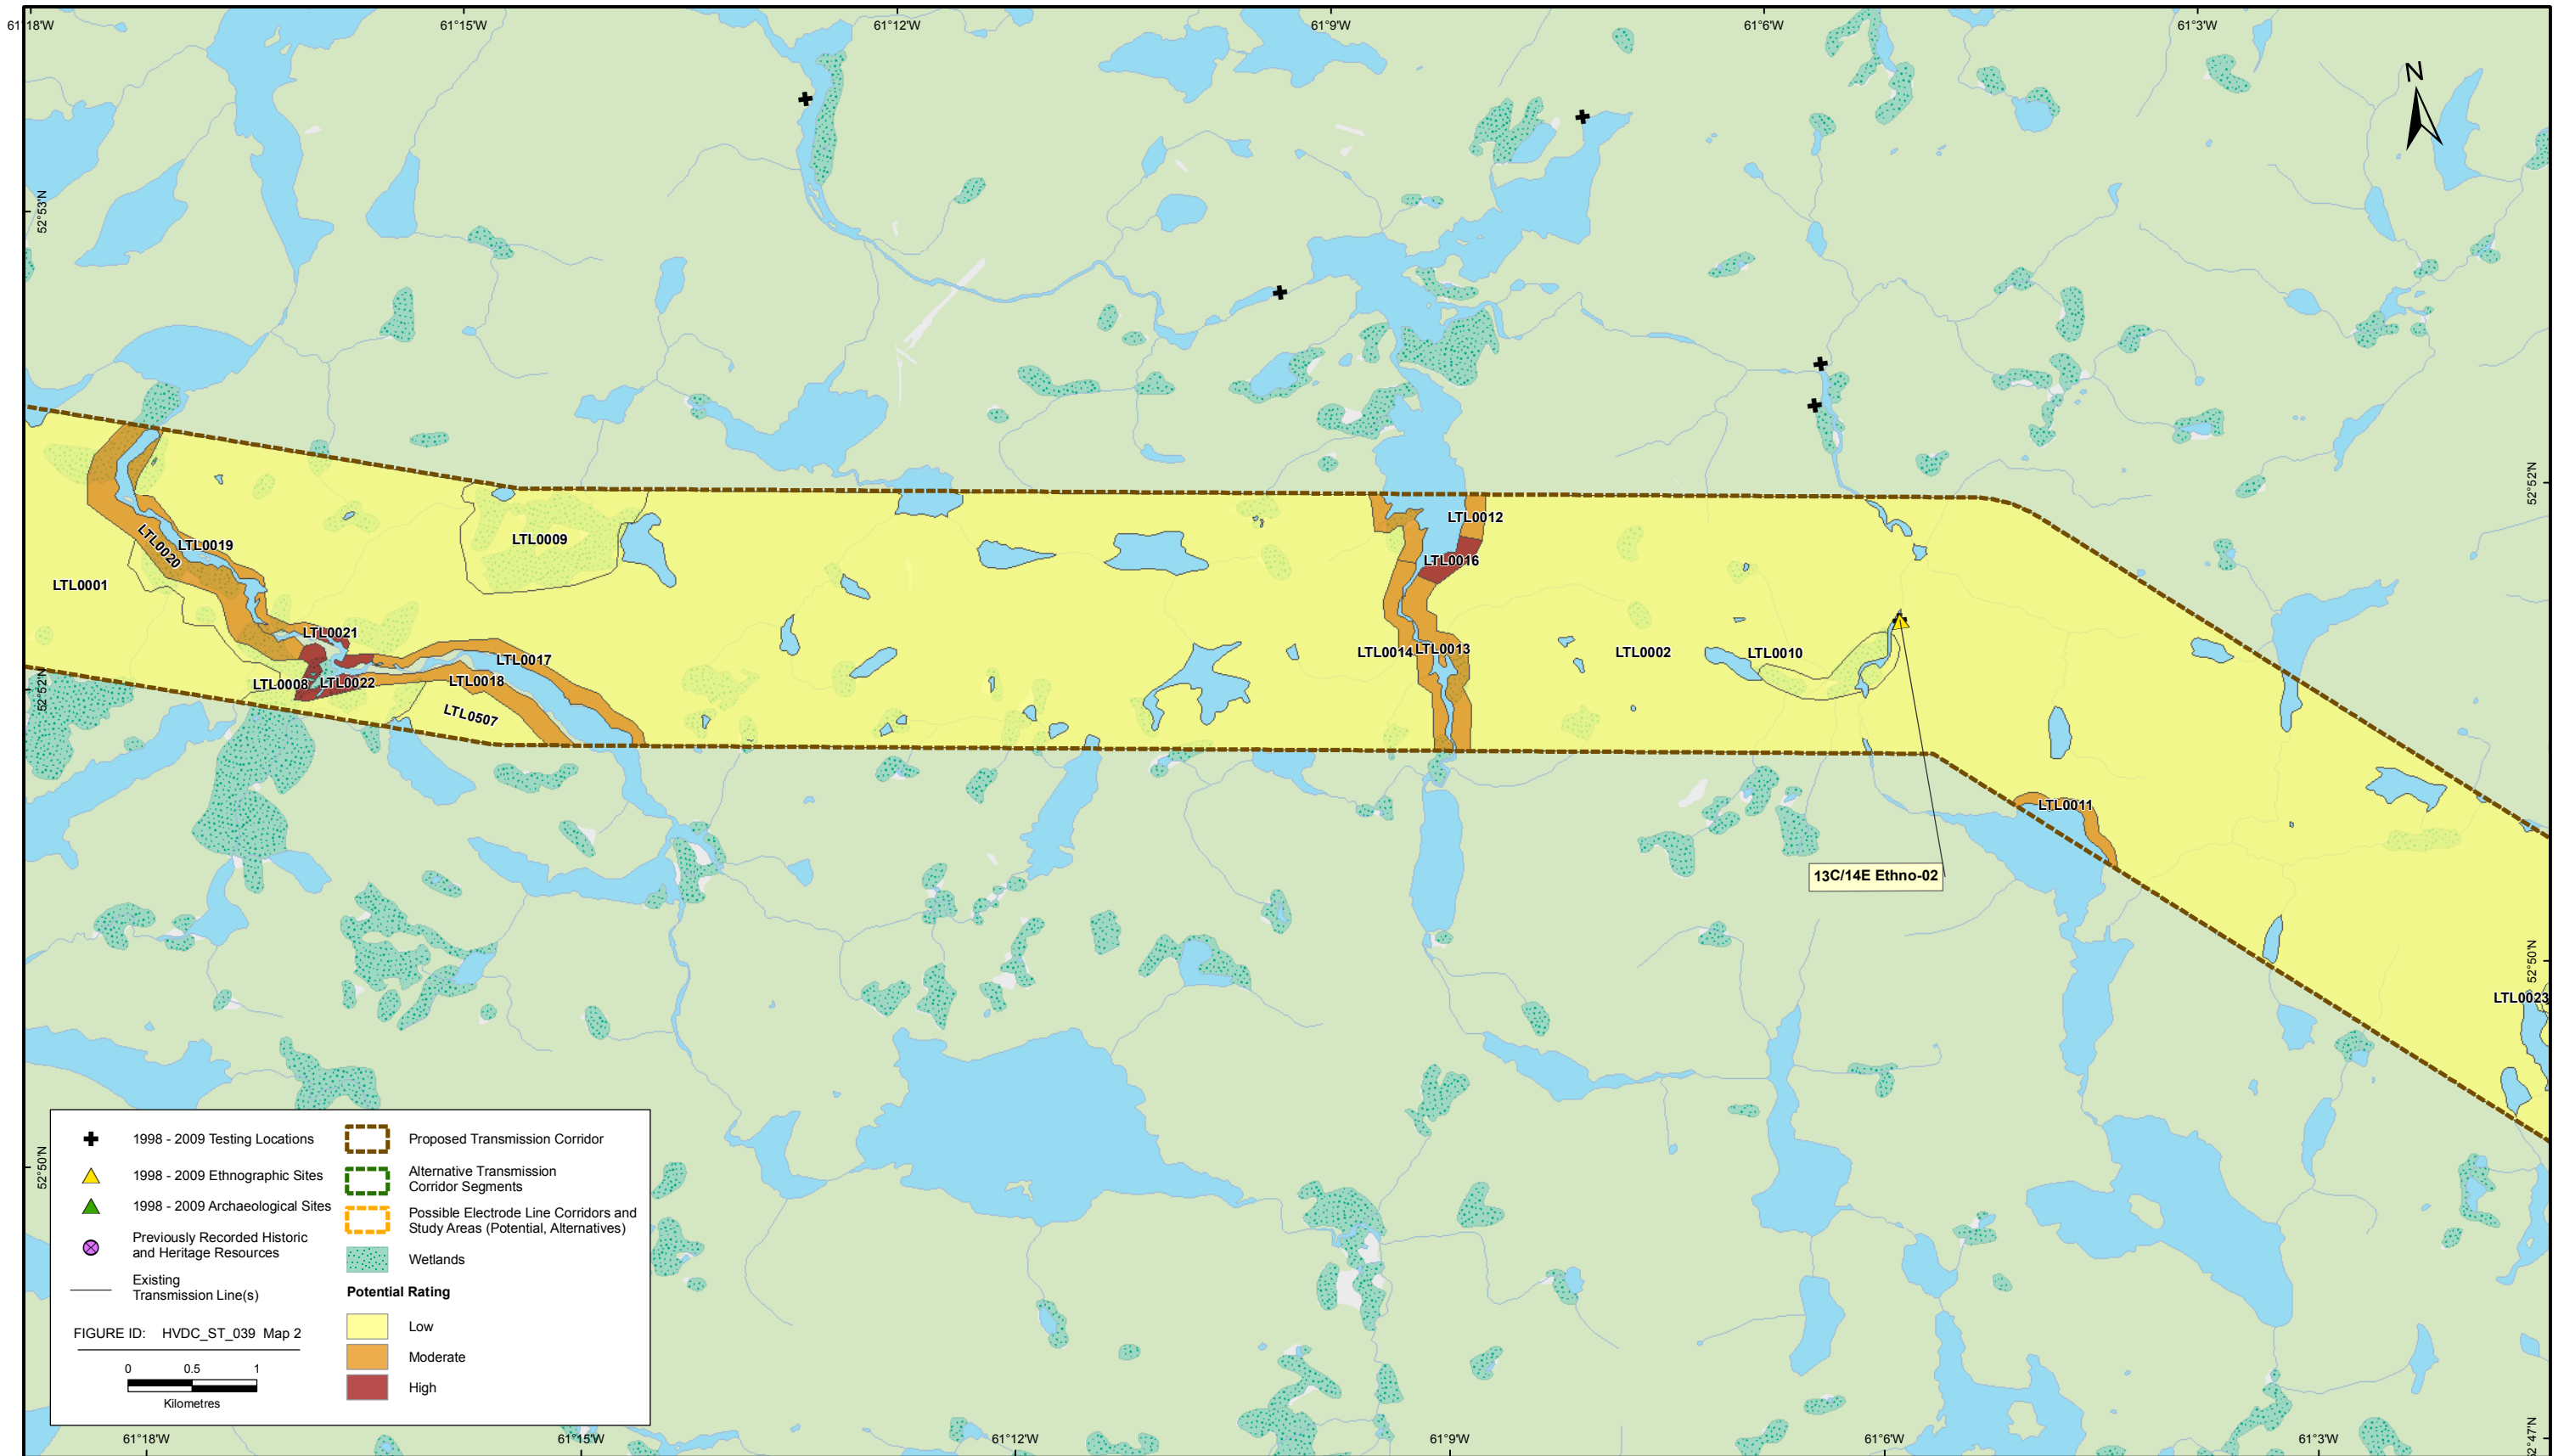 61°18'W
61°15'W
61°12'W
61°9'W
61°6'W
61°3'W
N
52°53'N
52°52'N
LTL0012
LTL0009
LTL0019
LTL0020
LTL0016
LTL0001
LTL0021
LTL0017
LTL0014
LTL0013
LTL0002
LTL0010
LTL0008
LTL0022
LTL0018
52°52'N
LTL0507
LTL0011
13C/14E Ethno-02
52°50'N
LTL0023
1998 - 2009 Testing Locations
1998 - 2009 Ethnographic Sites
1998 - 2009 Archaeological Sites
Previously Recorded Historic
and Heritage Resources
Existing
Transmission Line(s)
FIGURE ID: HVDC_ST_039 Map 2
0 0.5 1
Kilometres
Proposed Transmission Corridor
Alternative Transmission
Corridor Segments
Possible Electrode Line Corridors and
Study Areas (Potential, Alternatives)
Wetlands
Potential Rating
Low
Moderate
High
52°50'N
61°18'W
61°15'W
61°12'W
61°9'W
61°6'W
61°3'W
2°47'N